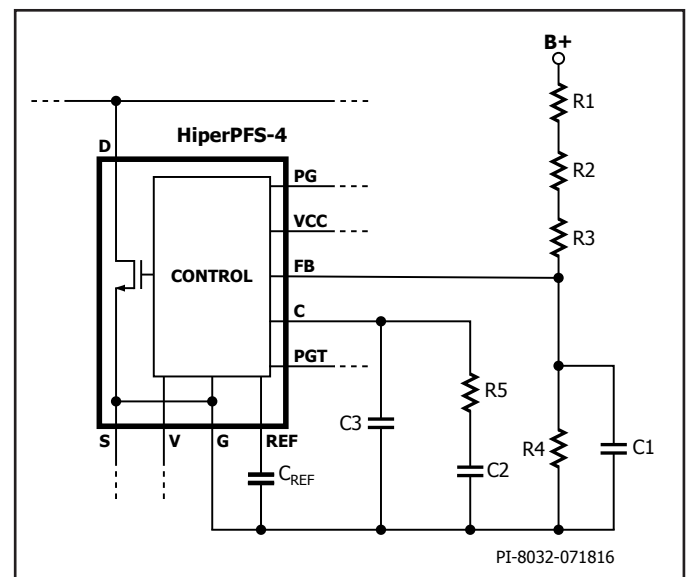 B+
R1
HiperPFS-4
D
PG
R2
VCC
R3
FB
CONTROL
C
PGT
R5
C3
R4
C1
S
V
G
REF
C2
CREF
PI-8032-071816